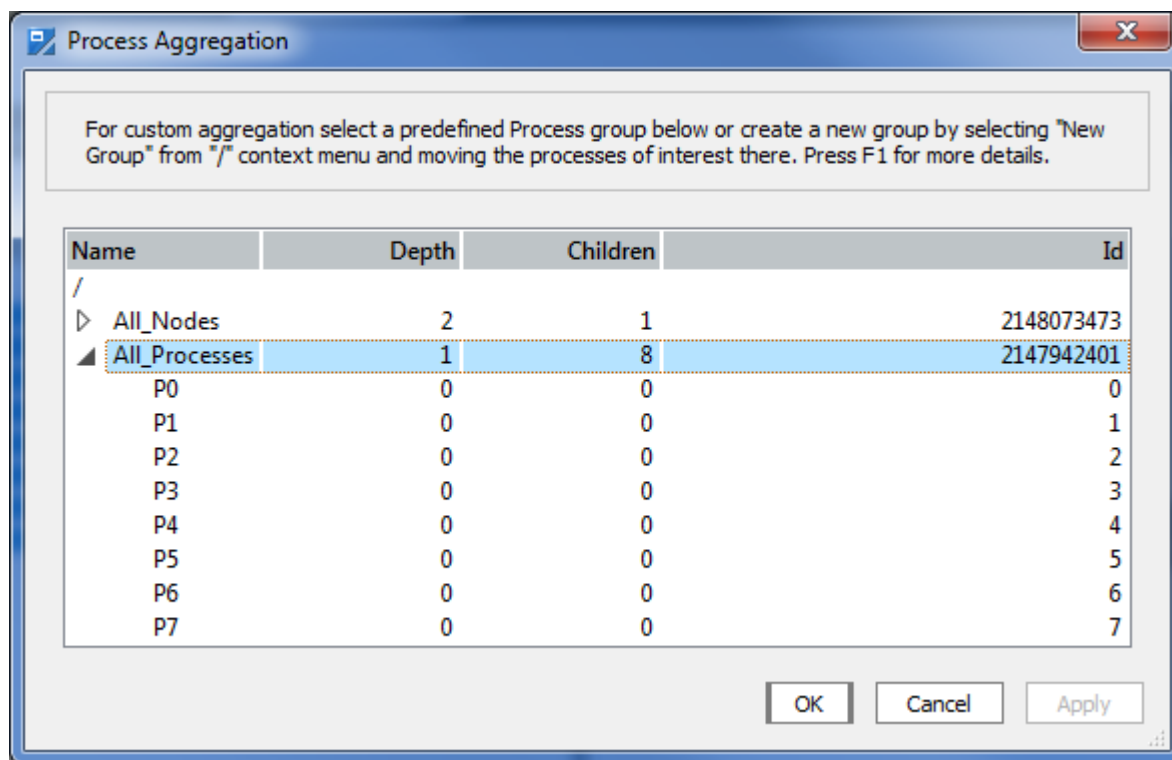 Process Aggregation
For custom aggregation select a predefined Process group below or create a new group by selecting "New
Group" from "/" context menu and moving the processes of interest there. Press F1 for more details.
Name Depth Children Id
/
All_Nodes 2 1 2148073473
All_Processes 1 8 2147942401
P0 0 0 0
P1 0 0 1
P2 0 0 2
P3 0 0 3
P4 0 0 4
P5 0 0 5
P6 0 0 6
P7 0 0 7
OK Cancel Apply